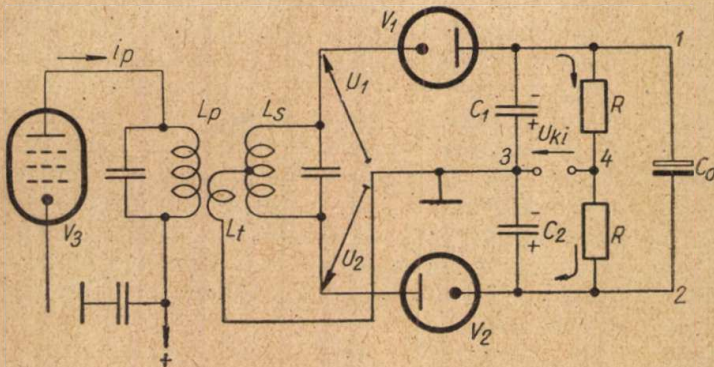 V1
1
ip
U1
C1
-
+
R
Lp
Ls
Uki
3
4
C0
V3
Lt
C2
-
+
R
U2
2
V2
+